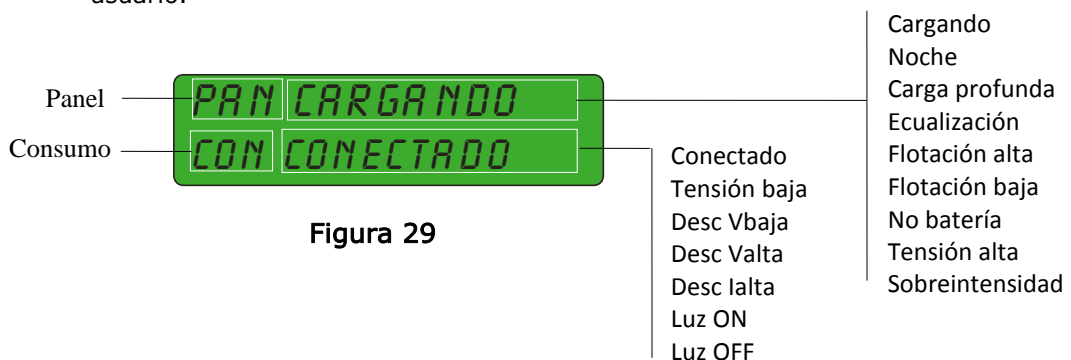 usuario.
Panel
PAN CARGANDO
Consumo
CON CONECTADO
Figura 29
Conectado
Tensión baja
Desc Vbaja
Desc Valta
Desc Ialta
Luz ON
Luz OFF
Cargando
Noche
Carga profunda
Ecualización
Flotación alta
Flotación baja
No batería
Tensión alta
Sobreintensidad